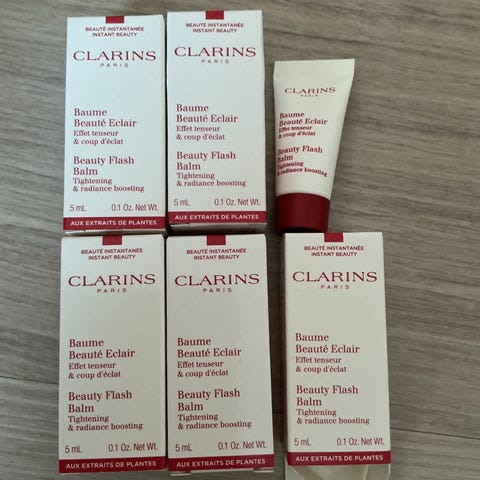 BEAUTÉ INSTANTANÉE
INSTANT BEAUTY
CLARINS
PARIS
Baume
Beauté Eclair
Effet tenseur
& coup d'éclat
Beauty Flash
Balm
Tightening
& radiance boosting
5 mL 0.1 Oz. Net Wt.
AUX EXTRAITS DE PLANTES
BEAUTÉ INSTANTANÉE
INSTANT BEAUTY
CLARINS
PARIS
Baume
Beauté Eclair
Effet tenseur
& coup d'éclat
Beauty Flash
Balm
Tightening
& radiance boosting
5 mL 0.1 Oz. Net Wt.
AUX EXTRAITS DE PLANTES
CLARINS
PARIS
Baume
Beauté Eclair
Effet tenseur
& coup d'éclat
Beauty Flash
Balm
Tightening
& radiance boosting
BEAUTÉ INSTANTANÉE
INSTANT BEAUTY
CLARINS
PARIS
Baume
Beauté Eclair
Effet tenseur
& coup d'éclat
Beauty Flash
Balm
Tightening
& radiance boosting
5 mL 0.1 Oz. Net Wt.
AUX EXTRAITS DE PLANTES
BEAUTÉ INSTANTANÉE
INSTANT BEAUTY
CLARINS
PARIS
Baume
Beauté Eclair
Effet tenseur
& coup d'éclat
Beauty Flash
Balm
Tightening
& radiance boosting
5 mL 0.1 Oz. Net Wt.
AUX EXTRAITS DE PLANTES
BEAUTÉ INSTANTANÉE
INSTANT BEAUTY
CLARINS
PARIS
Baume
Beauté Eclair
Effet tenseur
& coup d'éclat
Beauty Flash
Balm
Tightening
& radiance boosting
5 mL 0.1 Oz. Net Wt.
AUX EXTRAITS DE PLANTES